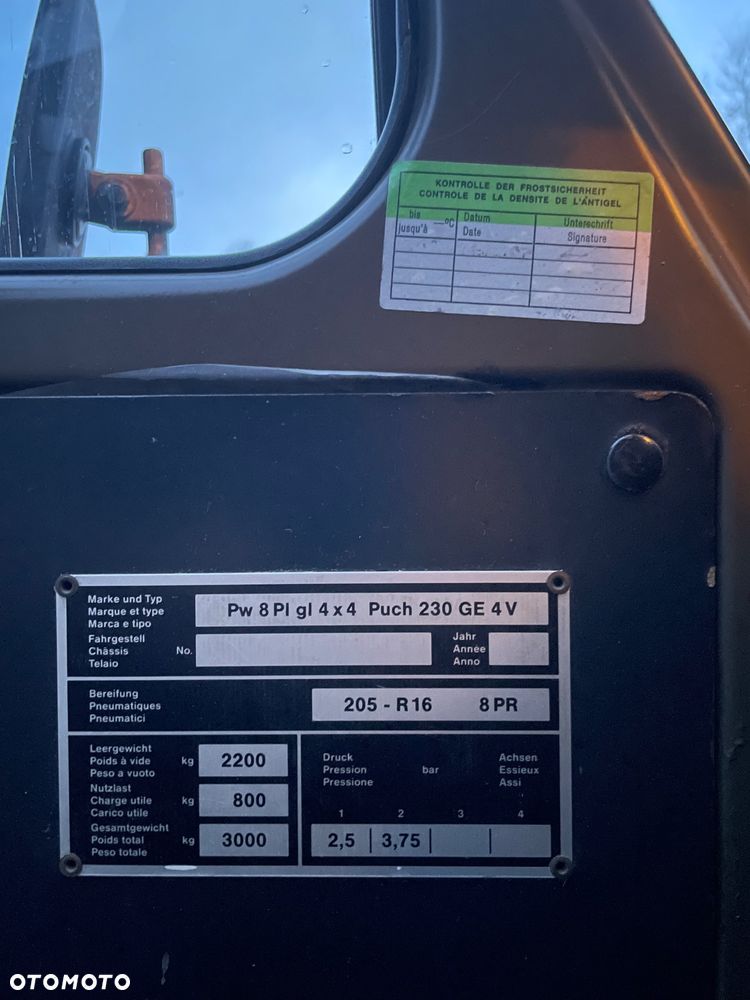 KONTROLLE DER FROSTSICHERHEIT
CONTROLE DE LA DENSITE DE L'ANTIGEL
bis Datum Unterschrift
jusqu'à —°C Date Signature
Marke und Typ
Marque et type
Marca e tipo
Pw 8 Pl gl 4 x 4 Puch 230 GE 4 V
Fahrgestell
Châssis No.
Telaio
Jahr
Année
Anno
Bereifung
Pneumatiques
Pneumatici
205 - R 16 8 PR
Leergewicht
Poids à vide kg 2200
Peso a vuoto
Nutzlast
Charge utile kg 800
Carico utile
Gesamtgewicht
Poids total kg 3000
Peso totale
Druck Achsen
Pression bar Essieux
Pressione Assi
1 2 3 4
2,5 3,75
OTOMOTO